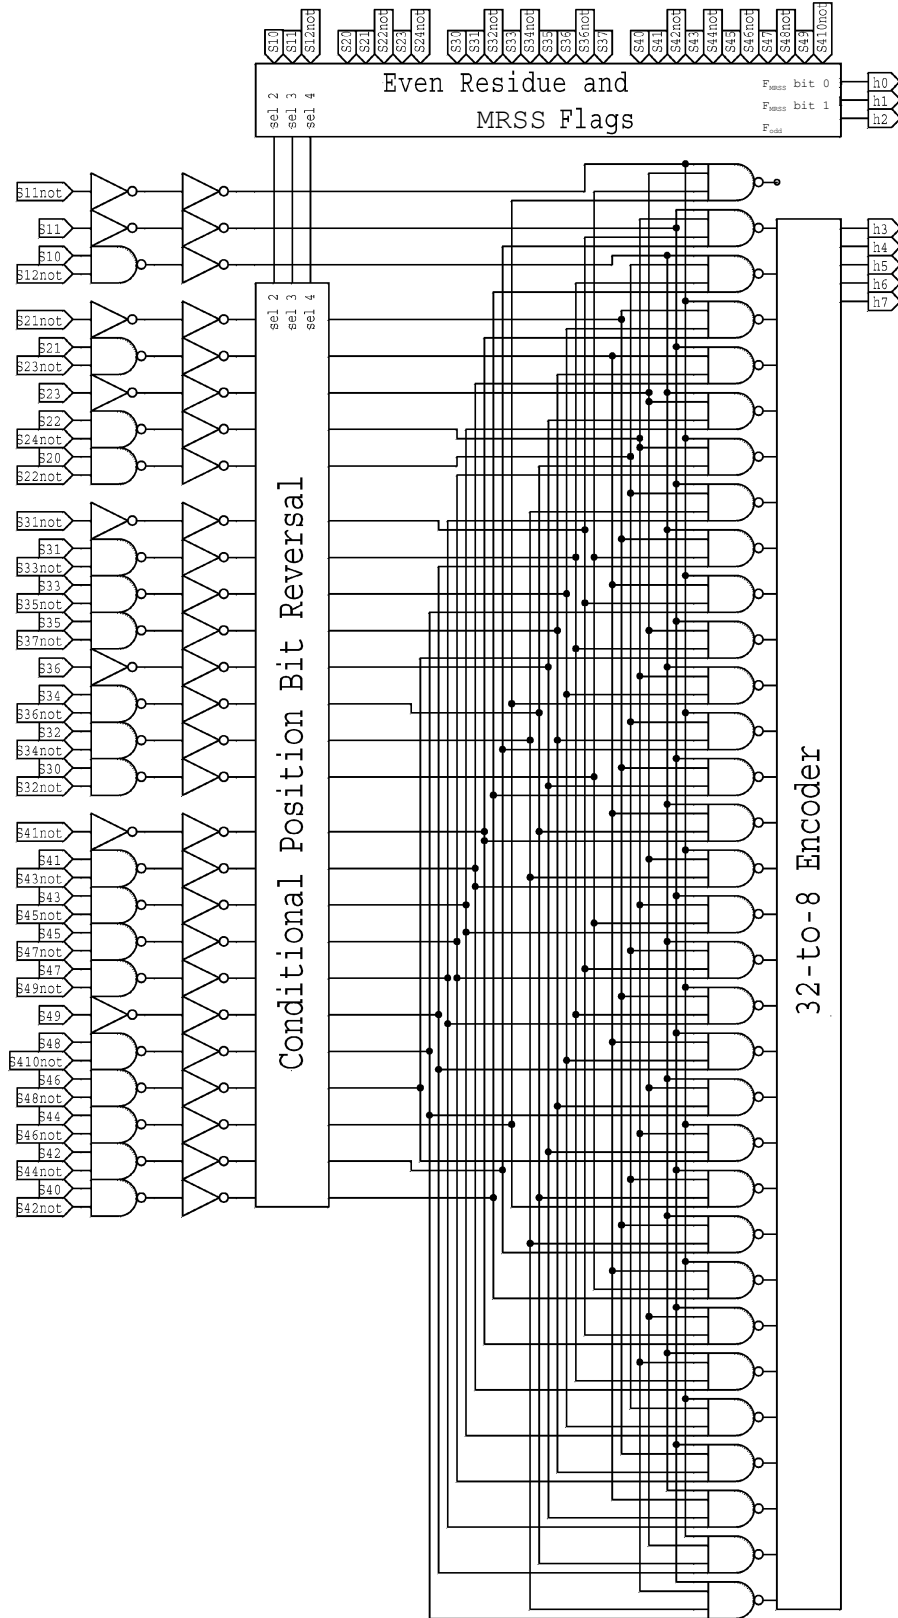 S10
S11
S12not
S20
S21
S22not
S23
S24not
S30
S31
S32not
S33
S34not
S35
S36
S36not
S37
S40
S41
S42not
S43
S44not
S45
S46not
S47
S48not
S49
S410not
Even Residue and
MRSS Flags
sel 2
sel 3
sel 4
FMRSS bit 0
FMRSS bit 1
Fodd
h0
h1
h2
S11not
S11
S10
S12not
h3
h4
h5
h6
h7
sel 2
sel 3
sel 4
S21not
S21
S23not
S23
S22
S24not
S20
S22not
S31not
S31
S33not
S33
S35not
S35
S37not
S36
S34
S36not
S32
S34not
S30
S32not
S41not
S41
S43not
S43
S45not
S45
S47not
S47
S49not
S49
S48
S410not
S46
S48not
S44
S46not
S42
S44not
S40
S42not
Conditional Position Bit Reversal
32-to-8 Encoder